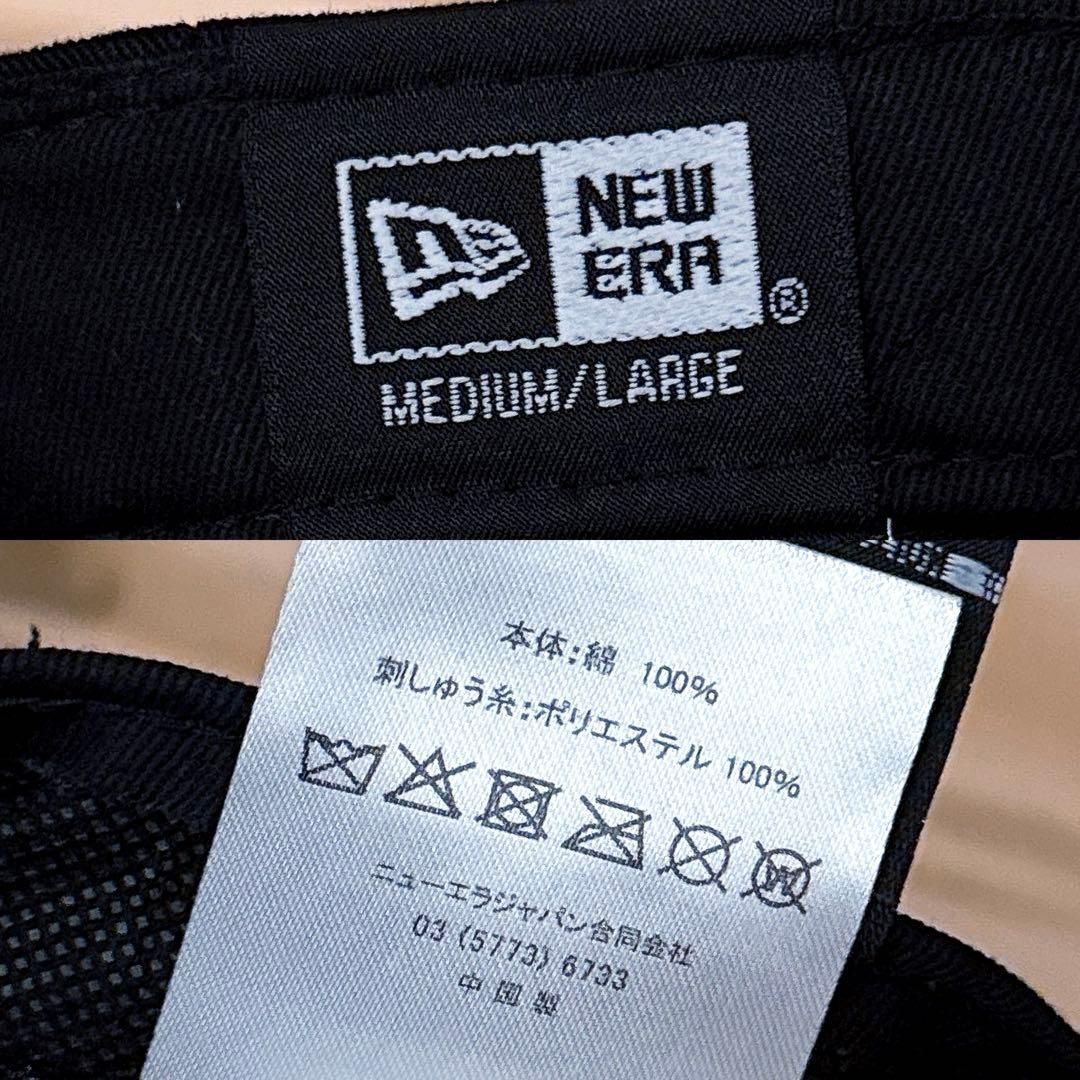 NEW
ERA
®
MEDIUM/LARGE
本体:綿 100%
刺しゅう糸:ポリエステル 100%
W
ニューエラジャパン合同会社
03 (5773) 6733
中国製